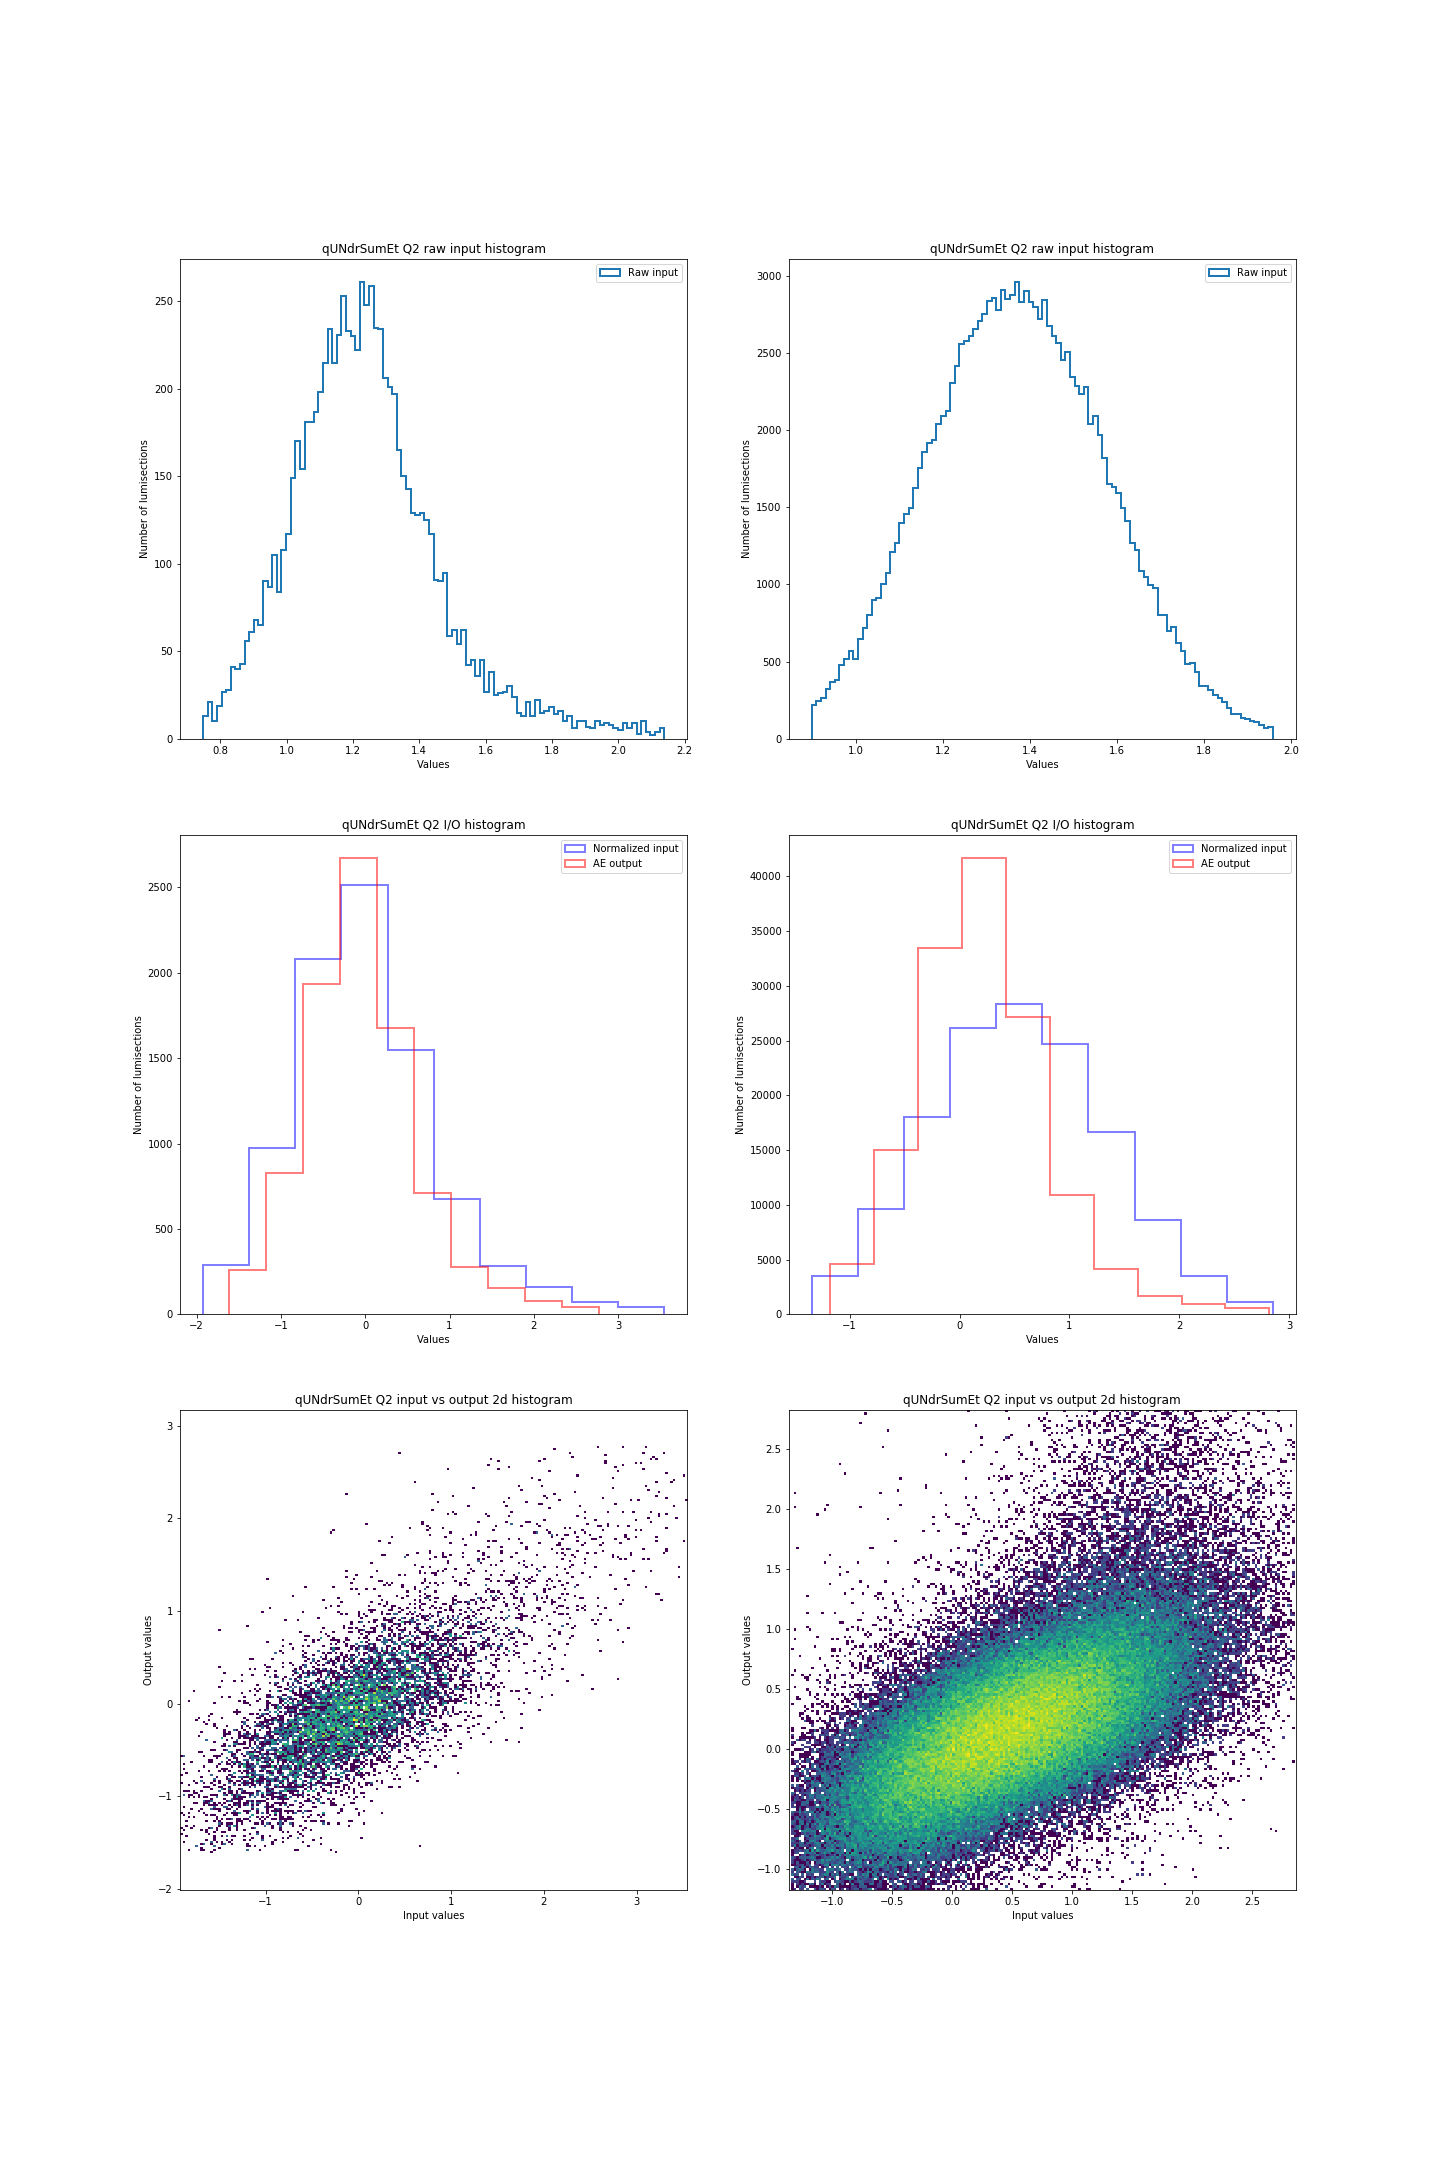 qUNdrSumEt Q2 raw input histogram
Raw input
Number of lumisections
250
200
150
100
50
0
0.8 1.0 1.2 1.4 1.6 1.8 2.0 2.2
Values
qUNdrSumEt Q2 raw input histogram
Raw input
Number of lumisections
3000
2500
2000
1500
1000
500
0
1.0 1.2 1.4 1.6 1.8 2.0
Values
qUNdrSumEt Q2 I/O histogram
Normalized input
AE output
Number of lumisections
2500
2000
1500
1000
500
0
−2 −1 0 1 2 3
Values
qUNdrSumEt Q2 I/O histogram
Normalized input
AE output
Number of lumisections
40000
35000
30000
25000
20000
15000
10000
5000
0
−1 0 1 2 3
Values
qUNdrSumEt Q2 input vs output 2d histogram
Output values
3
2
1
0
−1
−2
−1 0 1 2 3
Input values
qUNdrSumEt Q2 input vs output 2d histogram
Output values
2.5
2.0
1.5
1.0
0.5
0.0
−0.5
−1.0
−1.0 −0.5 0.0 0.5 1.0 1.5 2.0 2.5
Input values